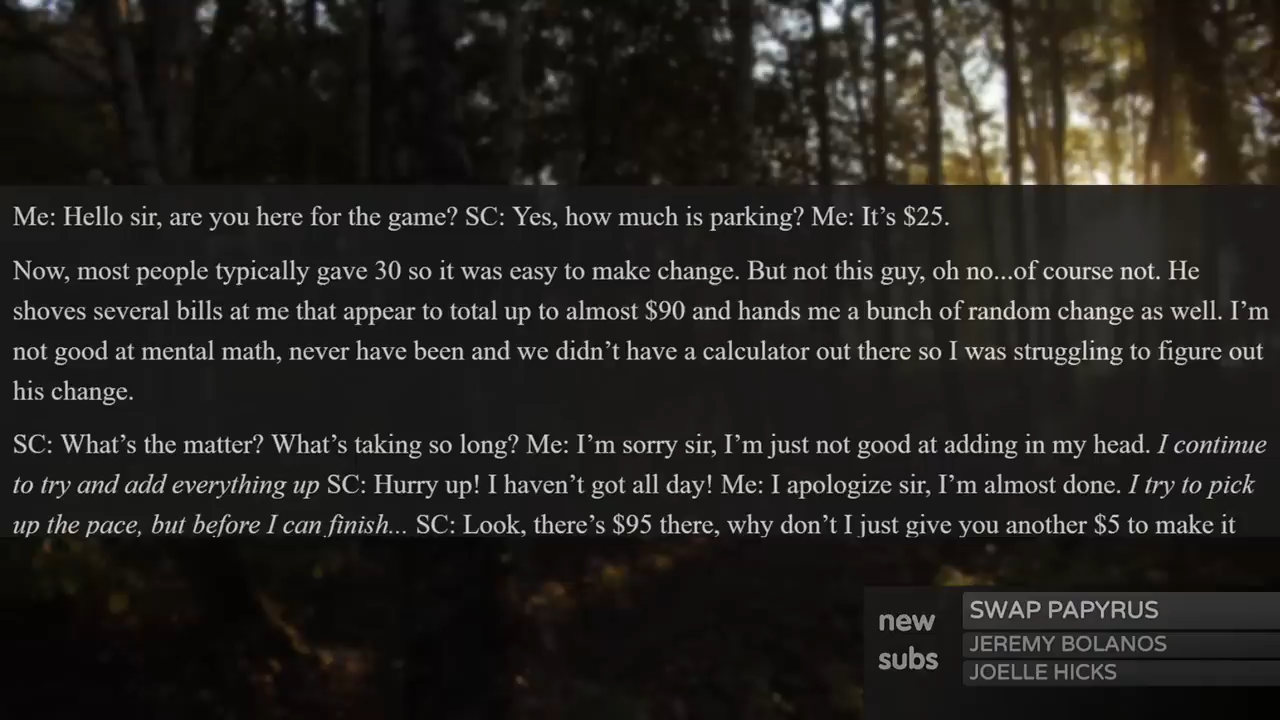 Me: Hello sir, are you here for the game? SC: Yes, how much is parking? Me: It’s $25.
Now, most people typically gave 30 so it was easy to make change. But not this guy, oh no...of course not. He
shoves several bills at me that appear to total up to almost $90 and hands me a bunch of random change as well. I’m
not good at mental math, never have been and we didn’t have a calculator out there so I was struggling to figure out
his change.
SC: What’s the matter? What’s taking so long? Me: I’m sorry sir, I’m just not good at adding in my head. I continue
to try and add everything up SC: Hurry up! I haven’t got all day! Me: I apologize sir, I’m almost done. I try to pick
up the pace, but before I can finish... SC: Look, there’s $95 there, why don’t I just give you another $5 to make it
new
subs
SWAP PAPYRUS
JEREMY BOLANOS
JOELLE HICKS